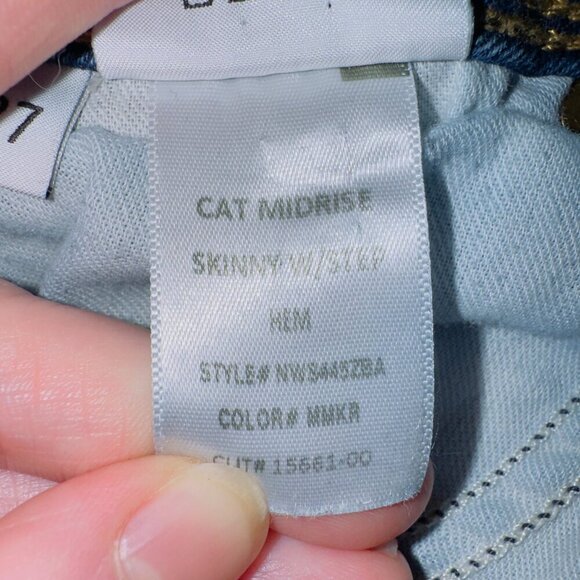 CAT MIDRISE
SKINNY W/STEP
HEM
STYLE# NWS445ZBA
COLOR# MMKR
CUT# 15661-00